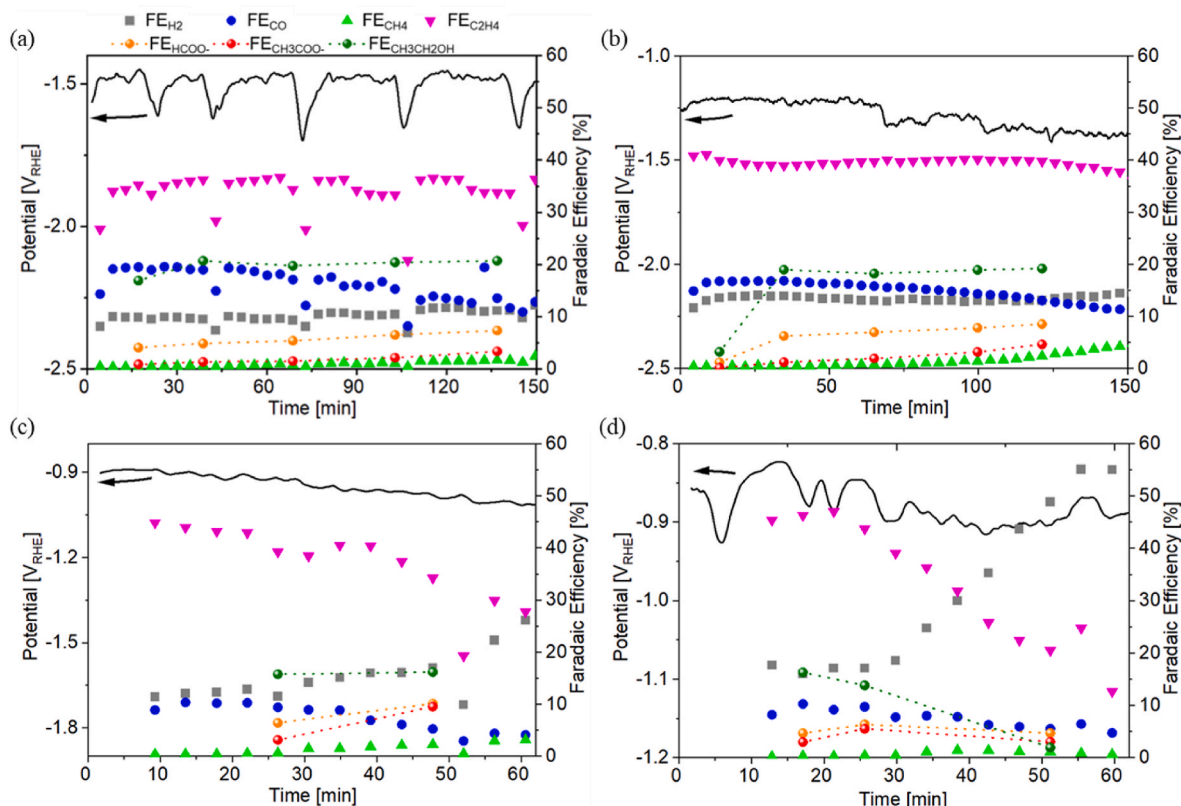 FE_H2 FE_CO FE_CH4 FE_C2H4
FE_HCOO- FE_CH3COO- FE_CH3CH2OH
(a)
-1.5
-2.0
-2.5
Potential [V_RHE]
0 30 60 90 120 150
Time [min]
60
50
40
30
20
10
0
Faradaic Efficiency [%]
(b)
-1.0
-1.5
-2.0
-2.5
Potential [V_RHE]
0 50 100 150
Time [min]
60
50
40
30
20
10
0
Faradaic Efficiency [%]
(c)
-0.9
-1.2
-1.5
-1.8
Potential [V_RHE]
0 10 20 30 40 50 60
Time [min]
60
50
40
30
20
10
0
Faradaic Efficiency [%]
(d)
-0.8
-0.9
-1.0
-1.1
-1.2
Potential [V_RHE]
0 10 20 30 40 50 60
Time [min]
60
50
40
30
20
10
0
Faradaic Efficiency [%]